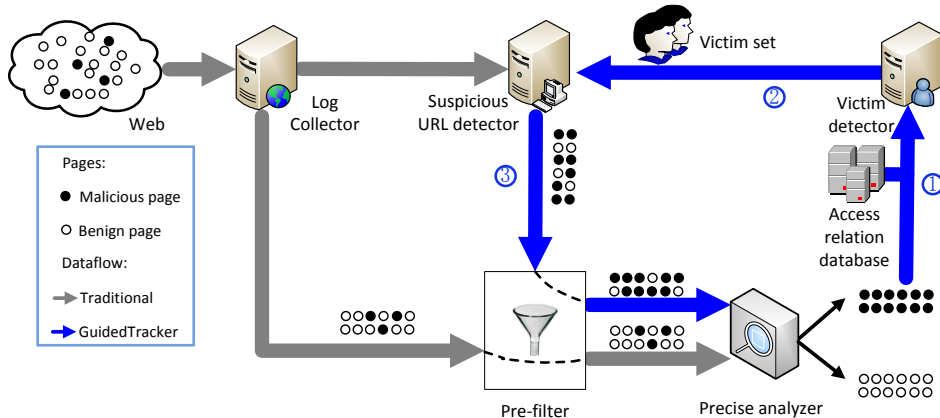 Victim set
②
Web
Log
Collector
Suspicious
URL detector
Victim
detector
Pages:
Malicious page
Benign page
Dataflow:
Traditional
GuidedTracker
③
①
Access
relation
database
Pre-filter
Precise analyzer